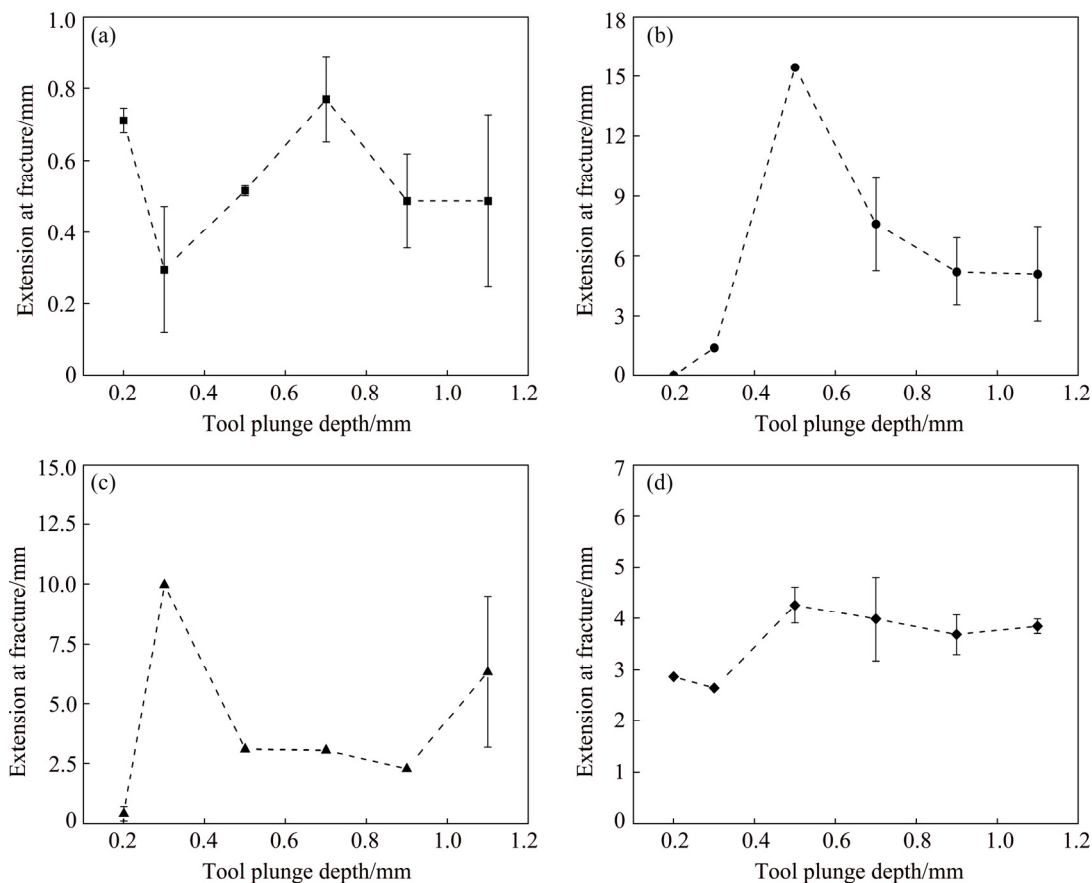 (a)
Extension at fracture/mm
1.0
0.8
0.6
0.4
0.2
0
0.2 0.4 0.6 0.8 1.0 1.2
Tool plunge depth/mm
(b)
Extension at fracture/mm
18
15
12
9
6
3
0
0.2 0.4 0.6 0.8 1.0 1.2
Tool plunge depth/mm
(c)
Extension at fracture/mm
15.0
12.5
10.0
7.5
5.0
2.5
0
0.2 0.4 0.6 0.8 1.0 1.2
Tool plunge depth/mm
(d)
Extension at fracture/mm
7
6
5
4
3
2
1
0
0.2 0.4 0.6 0.8 1.0 1.2
Tool plunge depth/mm